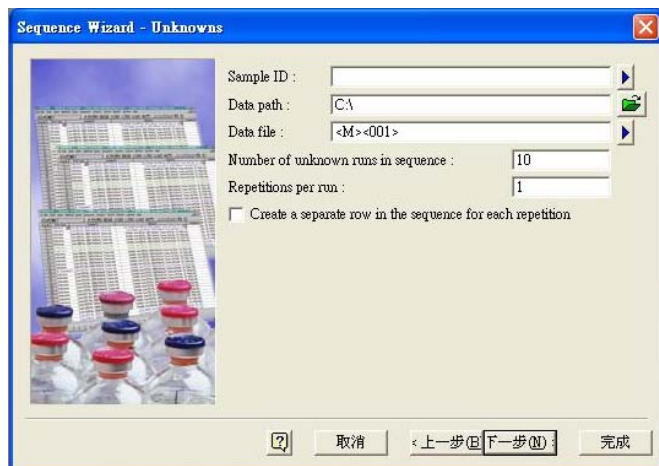 Sequence Wizard - Unknowns
Sample ID :
Data path : C:\
Data file : <M><001>
Number of unknown runs in sequence : 10
Repetitions per run : 1
Create a separate row in the sequence for each repetition
取消 <上一步(B 下一步(N) : 完成